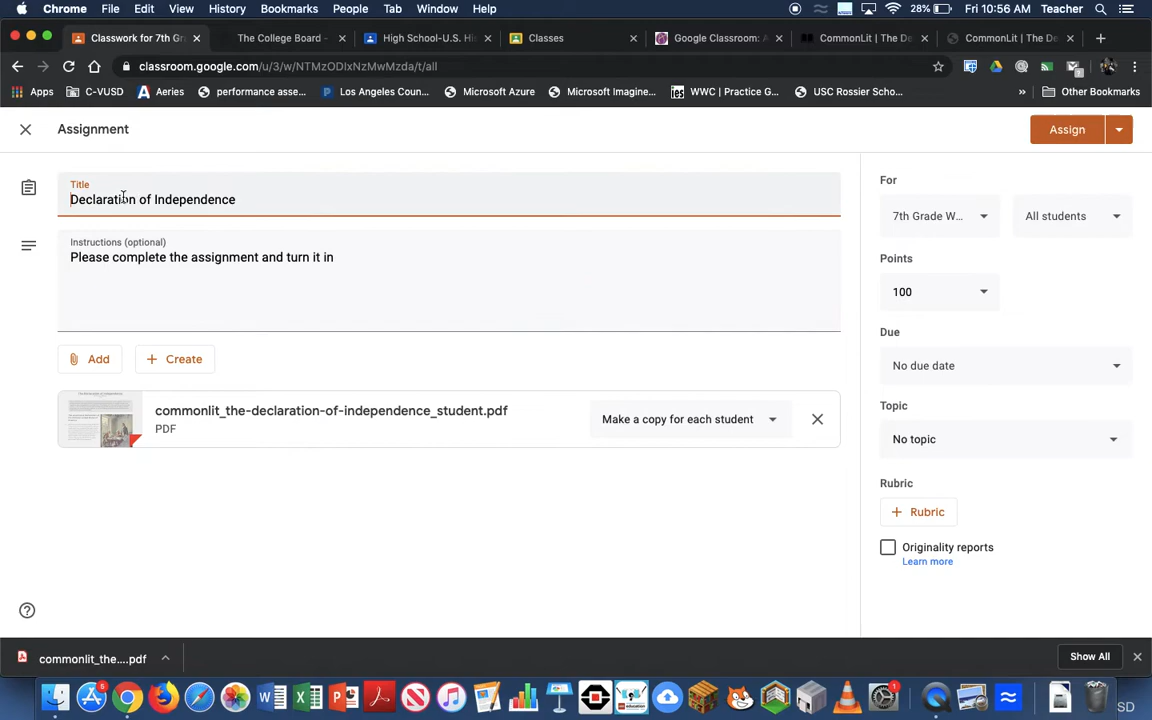 Chrome File Edit View History Bookmarks People Tab Window Help 28% Fri 10:56 AM Teacher
Classwork for 7th Gr The College Board - High School-U.S. Hi Classes Google Classroom: A CommonLit | The De CommonLit | The De
classroom.google.com/u/3/w/NTMzODIxNzMwMzda/t/all
Apps C-VUSD Aeries performance asse... Los Angeles Coun... Microsoft Azure Microsoft Imagine... WWC | Practice G... USC Rossier Scho... » Other Bookmarks
Assignment
Assign
Title
Declaration of Independence
Instructions (optional)
Please complete the assignment and turn it in
Add
Create
commonlit_the-declaration-of-independence_student.pdf
PDF
Make a copy for each student
For
7th Grade W...
All students
Points
100
Due
No due date
Topic
No topic
Rubric
Rubric
Originality reports
Learn more
commonlit_the....pdf
Show All
SD